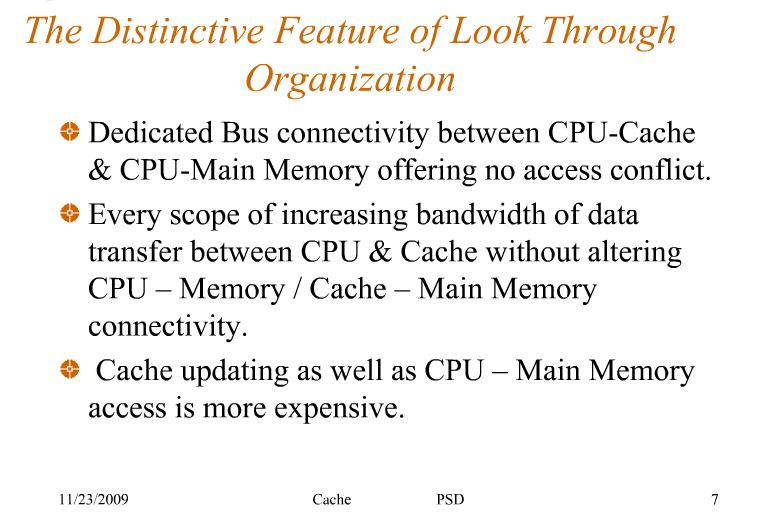 The Distinctive Feature of Look Through
Organization
Dedicated Bus connectivity between CPU-Cache
& CPU-Main Memory offering no access conflict.
Every scope of increasing bandwidth of data
transfer between CPU & Cache without altering
CPU – Memory / Cache – Main Memory
connectivity.
Cache updating as well as CPU – Main Memory
access is more expensive.
11/23/2009 Cache PSD 7